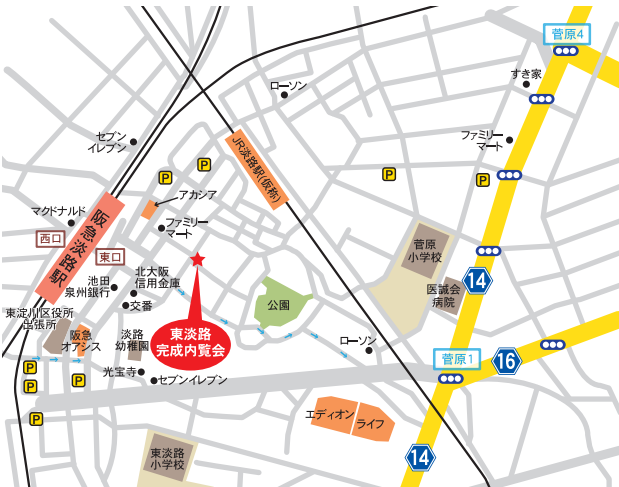 菅原4
すき家
ローソン
セブン
イレブン
ファミリー
マート
JR淡路駅(仮称)
P
P
P
P
アカシア
マクドナルド
阪急淡路駅
ファミリー
マート
西口
東口
菅原
小学校
北大阪
信用金庫
池田
泉州銀行
医誠会
病院
14
公園
交番
東淀川区役所
出張所
阪急
オアシス
淡路
幼稚園
東淡路
完成内覧会
ローソン
菅原1
16
P
P
P
光宝寺
セブンイレブン
P
エディオン
ライフ
東淡路
小学校
14